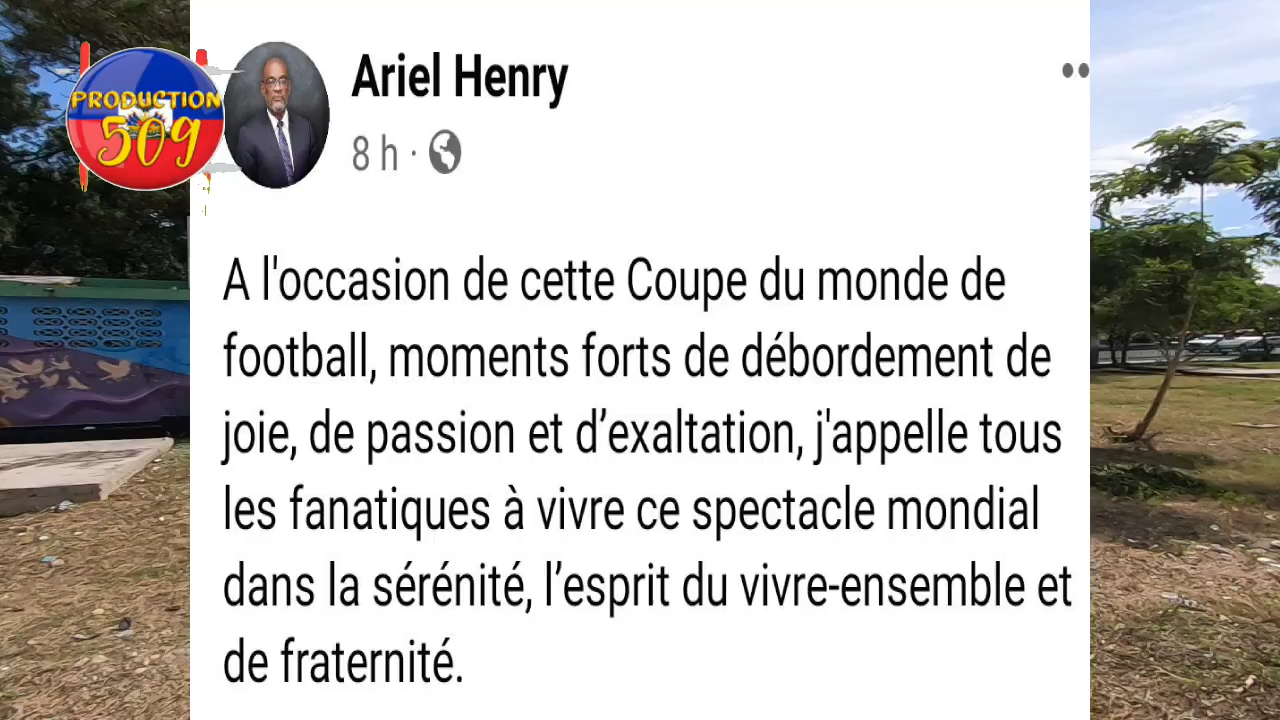 PRODUCTION
509
Ariel Henry
8 h ·
A l'occasion de cette Coupe du monde de
football, moments forts de débordement de
joie, de passion et d’exaltation, j'appelle tous
les fanatiques à vivre ce spectacle mondial
dans la sérénité, l’esprit du vivre-ensemble et
de fraternité.